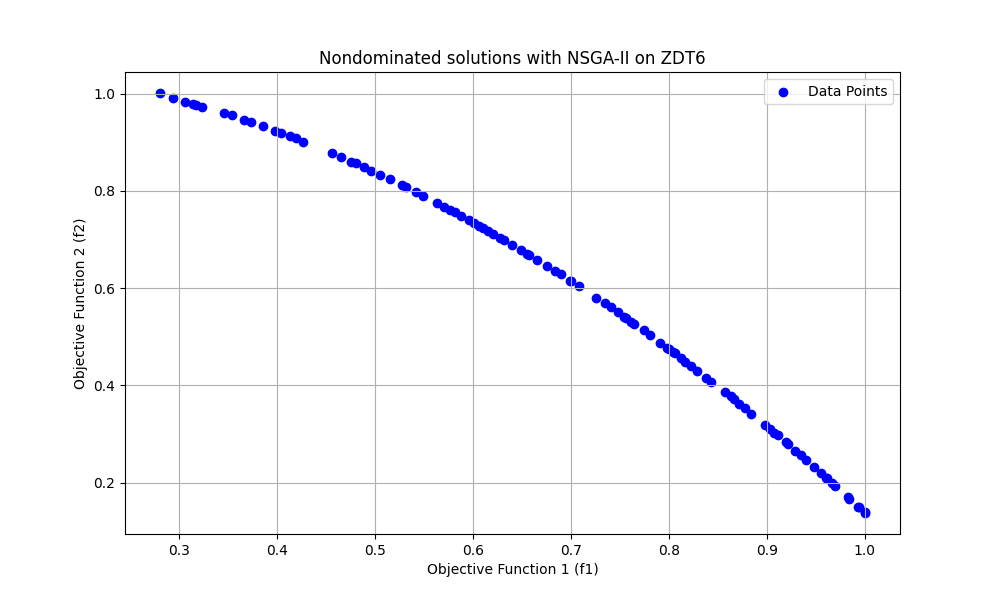 Nondominated solutions with NSGA-II on ZDT6
Data Points
1.0
0.8
0.6
0.4
0.2
Objective Function 2 (f2)
0.3 0.4 0.5 0.6 0.7 0.8 0.9 1.0
Objective Function 1 (f1)